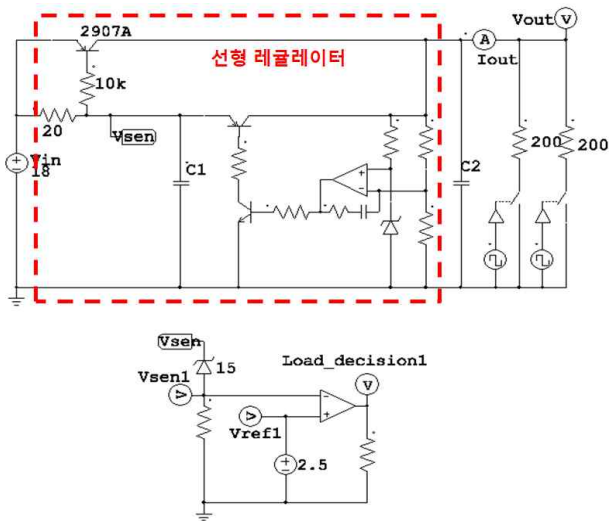 2907A
선형 레귤레이터
Vout
V
A
Iout
10k
20
Vsen
Vin
18
C1
C2
200
200
Vsen
15
Load_decision1
Vsen1
V
V
Vref1
V
2.5